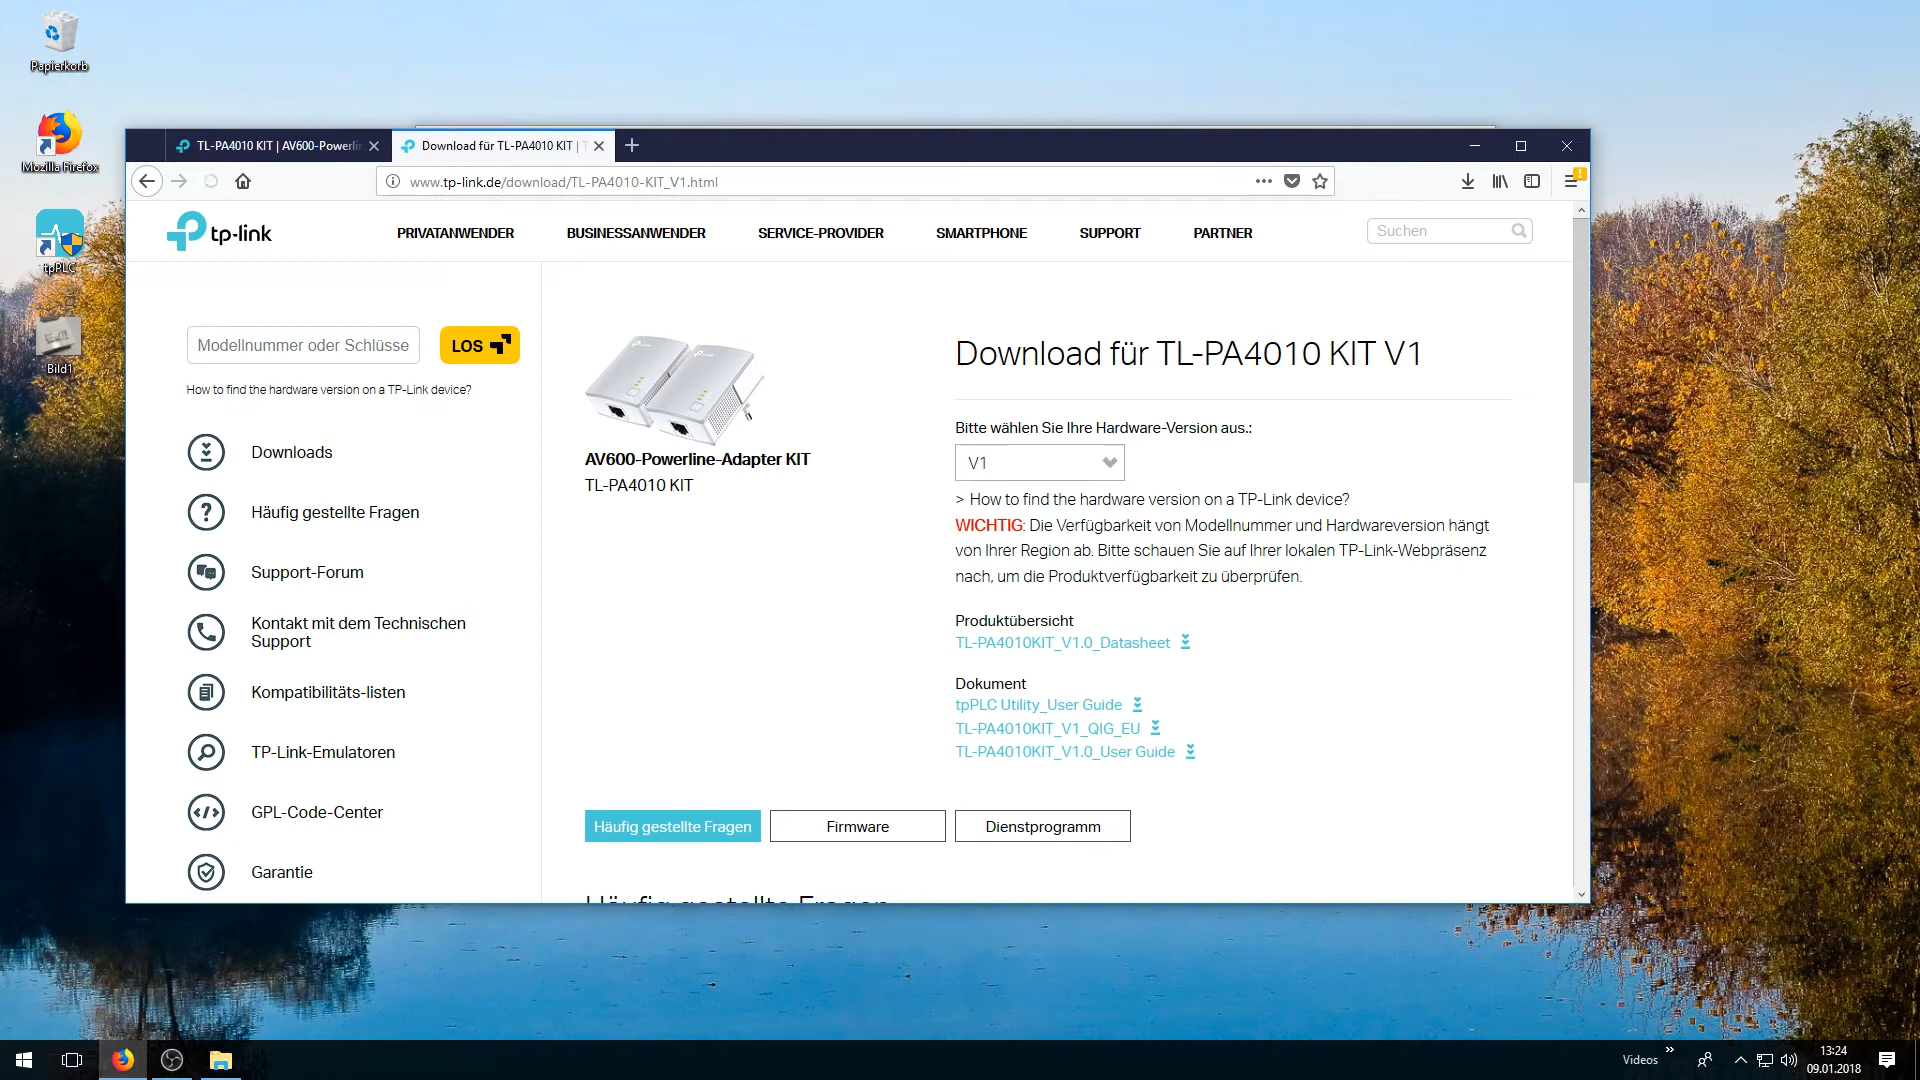 Papierkorb
Mozilla Firefox
tpPLC
Bild1
TL-PA4010 KIT | AV600-Powerlin
Download für TL-PA4010 KIT | T
www.tp-link.de/download/TL-PA4010-KIT_V1.html
tp-link
PRIVATANWENDER
BUSINESSANWENDER
SERVICE-PROVIDER
SMARTPHONE
SUPPORT
PARTNER
Suchen
Modellnummer oder Schlüsse
LOS
How to find the hardware version on a TP-Link device?
Downloads
Häufig gestellte Fragen
Support-Forum
Kontakt mit dem Technischen
Support
Kompatibilitäts-listen
TP-Link-Emulatoren
GPL-Code-Center
Garantie
AV600-Powerline-Adapter KIT
TL-PA4010 KIT
Download für TL-PA4010 KIT V1
Bitte wählen Sie Ihre Hardware-Version aus.:
V1
> How to find the hardware version on a TP-Link device?
WICHTIG: Die Verfügbarkeit von Modellnummer und Hardwareversion hängt
von Ihrer Region ab. Bitte schauen Sie auf Ihrer lokalen TP-Link-Webpräsenz
nach, um die Produktverfügbarkeit zu überprüfen.
Produktübersicht
TL-PA4010KIT_V1.0_Datasheet
Dokument
tpPLC Utility_User Guide
TL-PA4010KIT_V1_QIG_EU
TL-PA4010KIT_V1.0_User Guide
Häufig gestellte Fragen
Firmware
Dienstprogramm
Häufig gestellte Fragen
Videos
13:24
09.01.2018